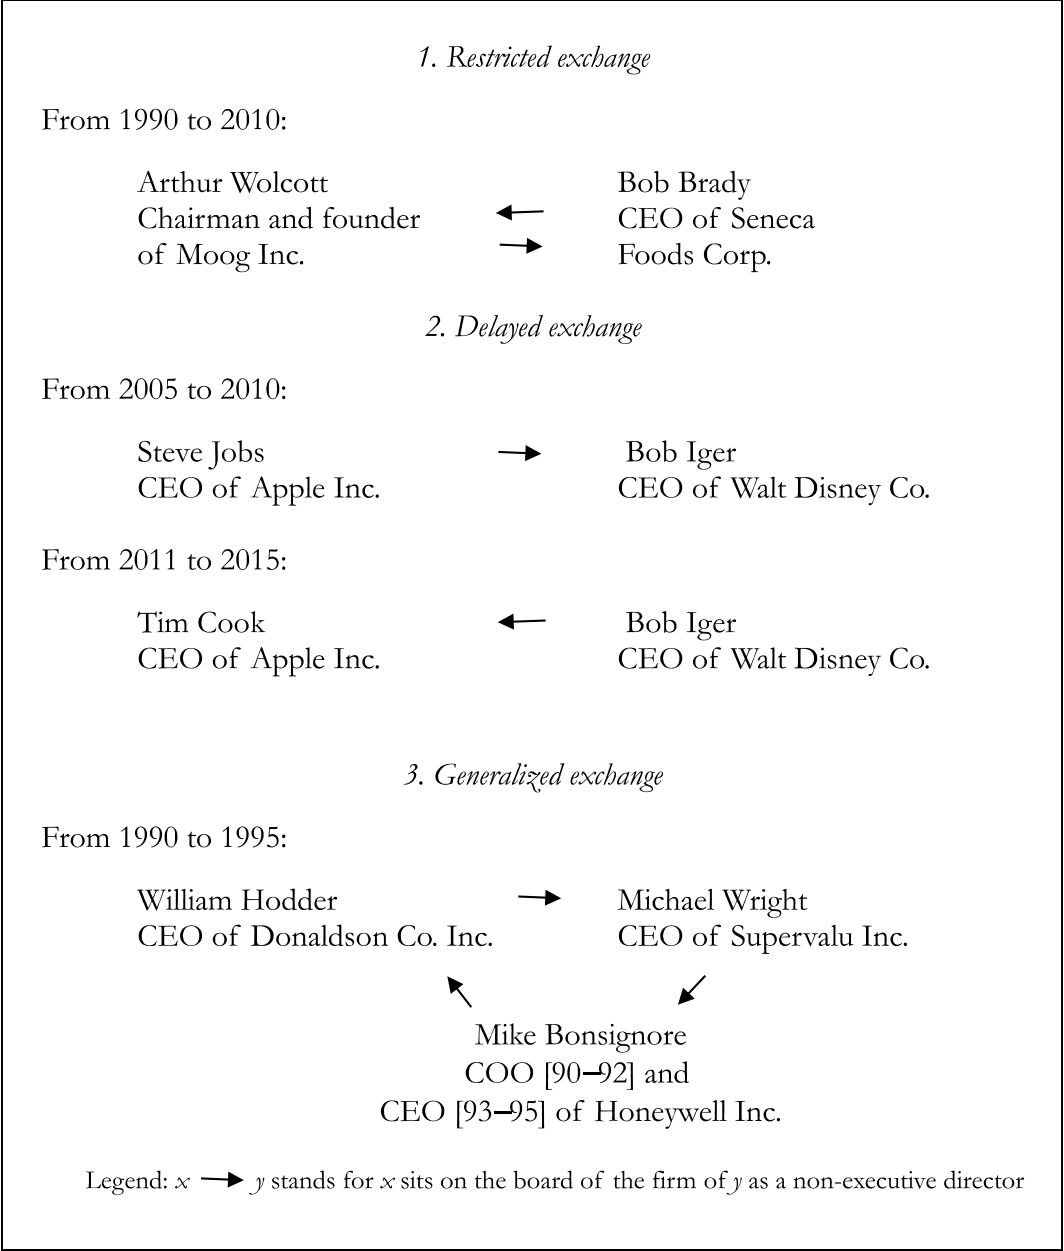 1. Restricted exchange
From 1990 to 2010:
Arthur Wolcott
Chairman and founder
of Moog Inc.
Bob Brady
CEO of Seneca
Foods Corp.
2. Delayed exchange
From 2005 to 2010:
Steve Jobs
CEO of Apple Inc.
Bob Iger
CEO of Walt Disney Co.
From 2011 to 2015:
Tim Cook
CEO of Apple Inc.
Bob Iger
CEO of Walt Disney Co.
3. Generalized exchange
From 1990 to 1995:
William Hodder
CEO of Donaldson Co. Inc.
Michael Wright
CEO of Supervalu Inc.
Mike Bonsignore
COO [90–92] and
CEO [93–95] of Honeywell Inc.
Legend: x → y stands for x sits on the board of the firm of y as a non-executive director